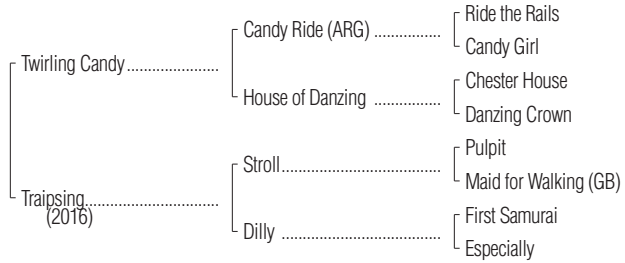 Ride the Rails
Candy Ride (ARG) ................
Candy Girl
Twirling Candy ......................
Chester House
House of Danzing ................
Danzing Crown
Pulpit
Stroll......................................
Maid for Walking (GB)
Traipsing................................
(2016)
First Samurai
Dilly ......................................
Especially